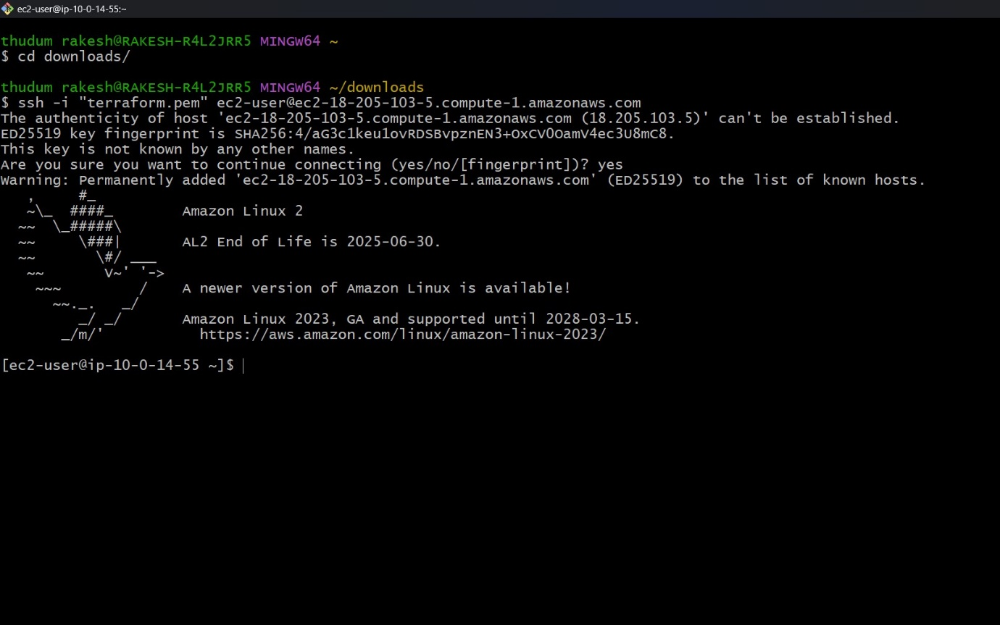 ec2-user@ip-10-0-14-55:~
thudum rakesh@RAKESH-R4L2JRR5 MINGW64 ~
$ cd downloads/
thudum rakesh@RAKESH-R4L2JRR5 MINGW64 ~/downloads
$ ssh -i "terraform.pem" ec2-user@ec2-18-205-103-5.compute-1.amazonaws.com
The authenticity of host 'ec2-18-205-103-5.compute-1.amazonaws.com (18.205.103.5)' can't be established.
ED25519 key fingerprint is SHA256:4/aG3c1keu1ovRDSBvpznEN3+OxCVOOamV4ec3U8mC8.
This key is not known by any other names.
Are you sure you want to continue connecting (yes/no/[fingerprint])? yes
Warning: Permanently added 'ec2-18-205-103-5.compute-1.amazonaws.com' (ED25519) to the list of known hosts.
   ,     #_
   ~\_  ####_        Amazon Linux 2
  ~~  \_#####\
  ~~     \###|       AL2 End of Life is 2025-06-30.
  ~~       \#/ ___
   ~~       V~' '->
    ~~~         /    A newer version of Amazon Linux is available!
      ~~._.   _/
         _/ _/       Amazon Linux 2023, GA and supported until 2028-03-15.
       _/m/'           https://aws.amazon.com/linux/amazon-linux-2023/
[ec2-user@ip-10-0-14-55 ~]$